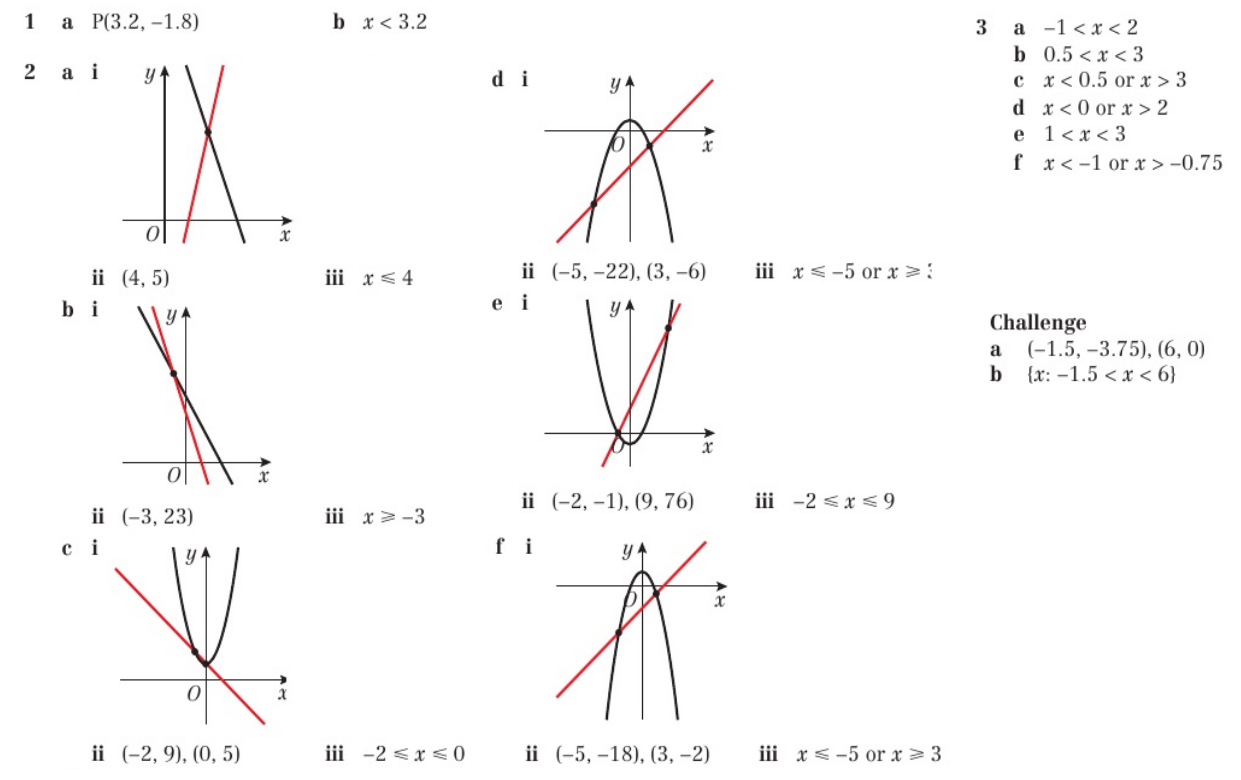 1 a P(3.2, −1.8) b x < 3.2
2 a i
y
O
x
ii (4, 5) iii x ⩽ 4
b i
y
O
x
ii (−3, 23) iii x ⩾ −3
c i
y
O
x
ii (−2, 9), (0, 5) iii −2 ⩽ x ⩽ 0
d i
y
O
x
ii (−5, −22), (3, −6) iii x ⩽ −5 or x ⩾
e i
y
O
x
ii (−2, −1), (9, 76) iii −2 ⩽ x ⩽ 9
f i
y
O
x
ii (−5, −18), (3, −2) iii x ⩽ −5 or x ⩾ 3
3 a −1 < x < 2
b 0.5 < x < 3
c x < 0.5 or x > 3
d x < 0 or x > 2
e 1 < x < 3
f x < −1 or x > −0.75
Challenge
a (−1.5, −3.75), (6, 0)
b {x: −1.5 < x < 6}